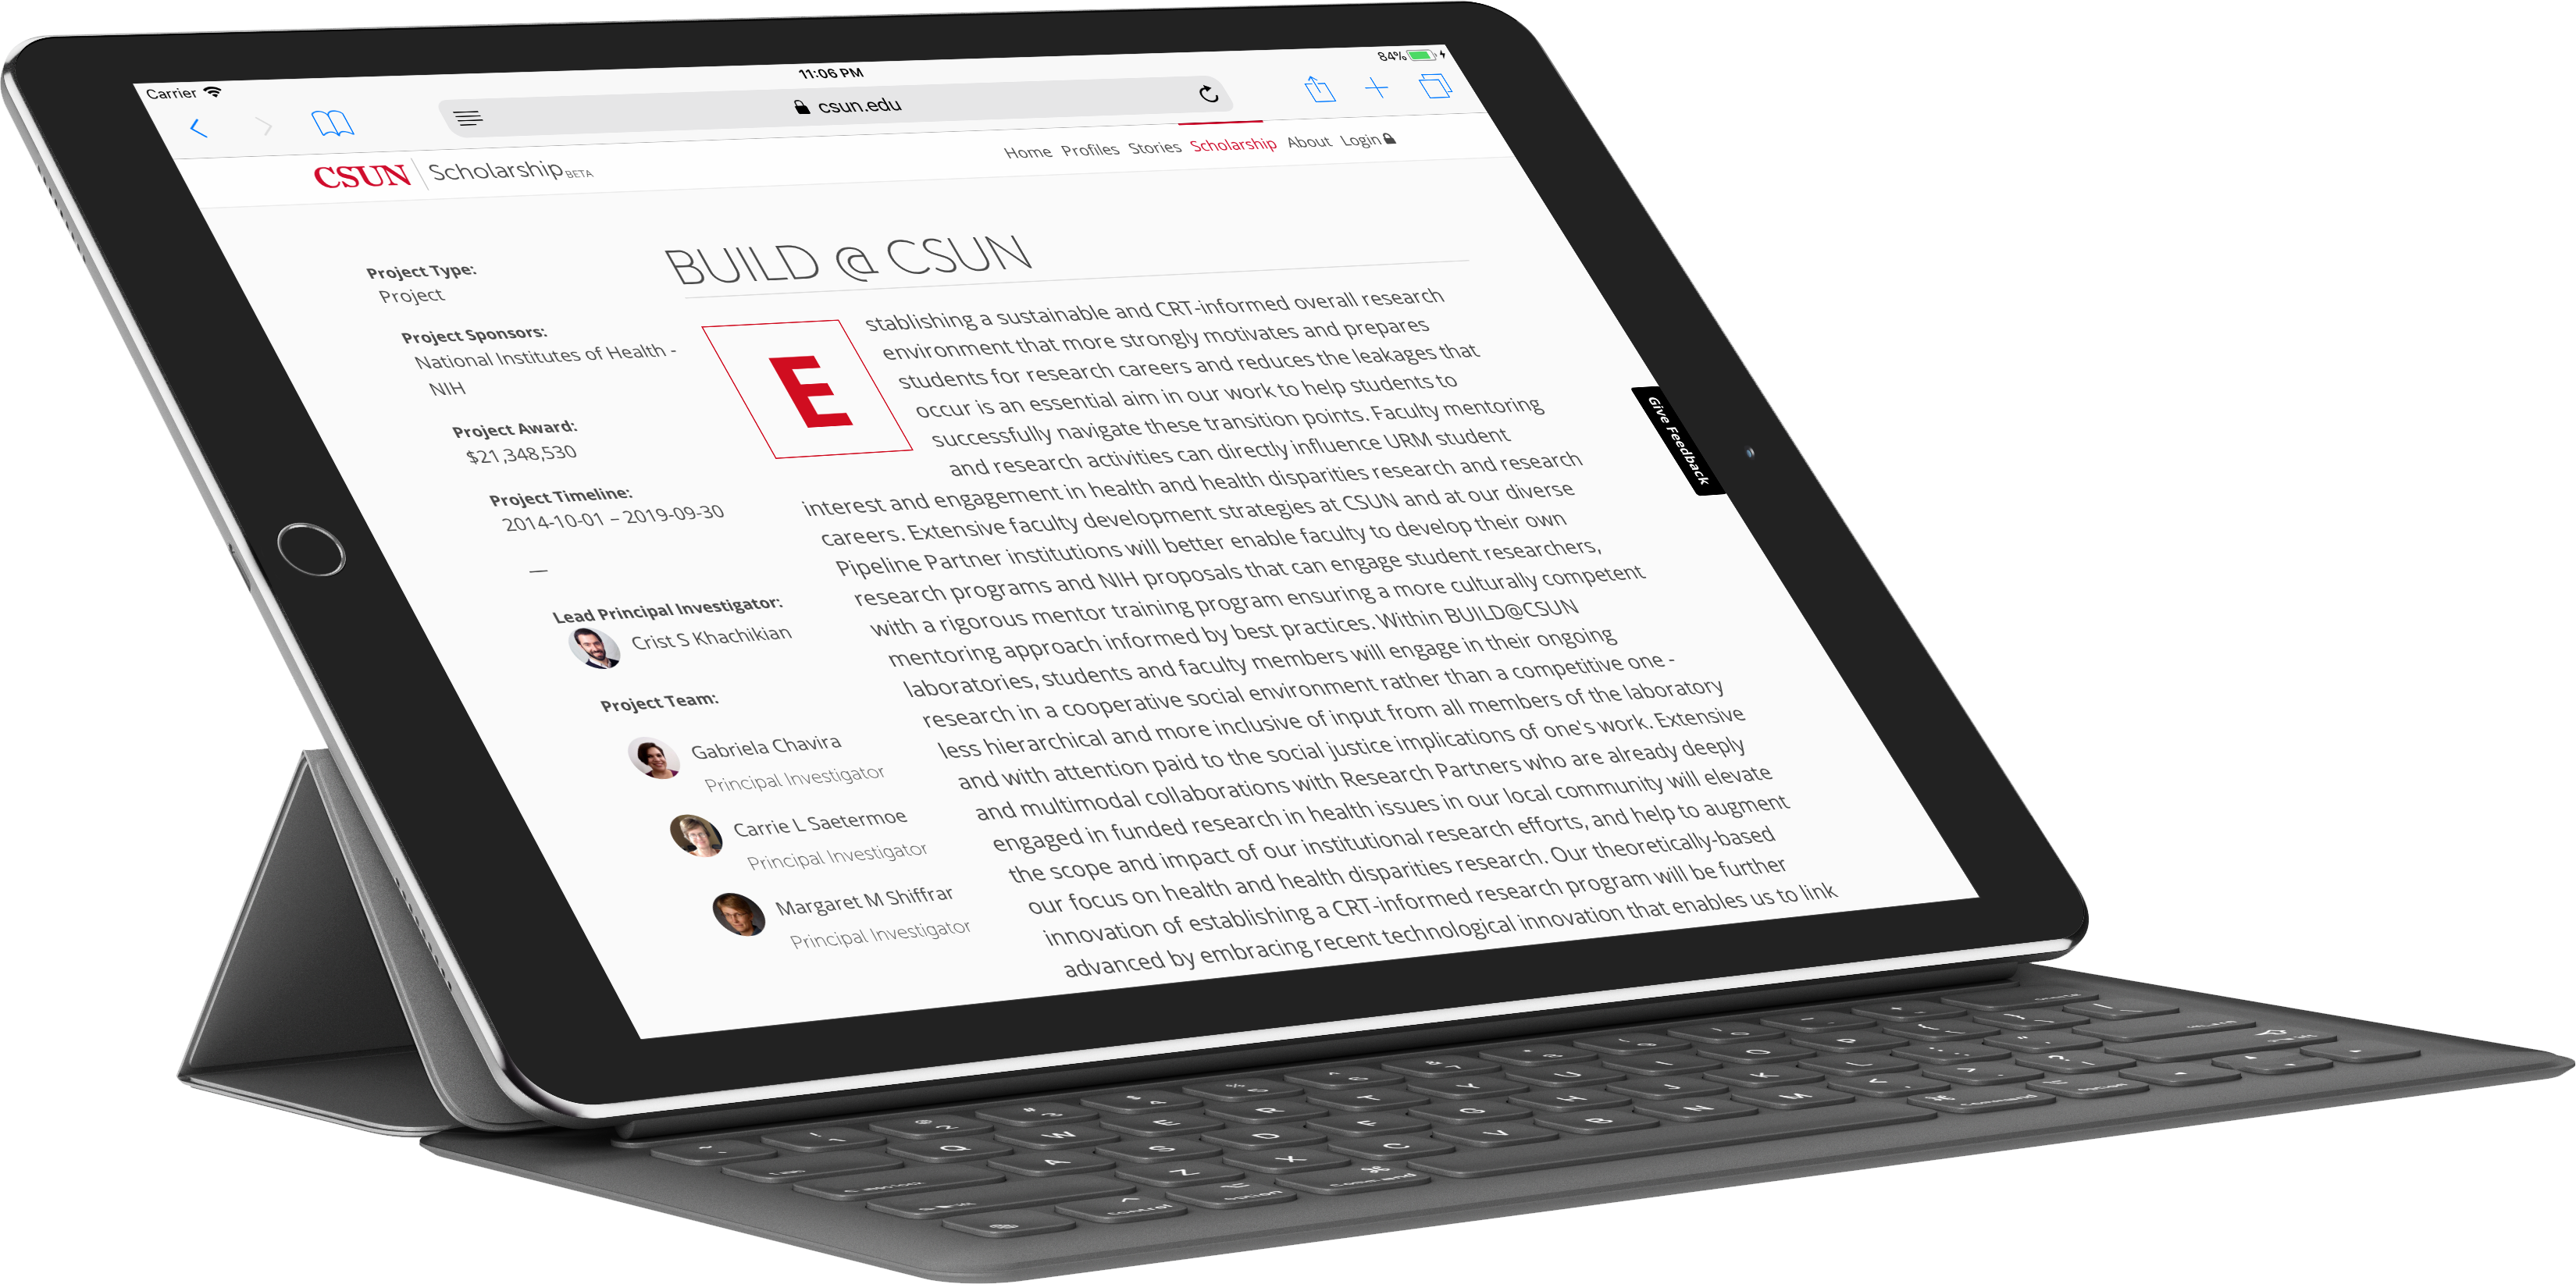 Carrier
11:06 PM
84%
csun.edu
CSUN Scholarship BETA
Home Profiles Stories Scholarship About Login
Project Type:
Project
Project Sponsors:
National Institutes of Health -
NIH
Project Award:
$21,348,530
Project Timeline:
2014-10-01 – 2019-09-30
—
Lead Principal Investigator:
Crist S Khachikian
Project Team:
Gabriela Chavira
Principal Investigator
Carrie L Saetermoe
Principal Investigator
Margaret M Shiffrar
Principal Investigator
BUILD @ CSUN
Establishing a sustainable and CRT-informed overall research
environment that more strongly motivates and prepares
students for research careers and reduces the leakages that
occur is an essential aim in our work to help students to
successfully navigate these transition points. Faculty mentoring
and research activities can directly influence URM student
interest and engagement in health and health disparities research and research
careers. Extensive faculty development strategies at CSUN and at our diverse
Pipeline Partner institutions will better enable faculty to develop their own
research programs and NIH proposals that can engage student researchers,
with a rigorous mentor training program ensuring a more culturally competent
mentoring approach informed by best practices. Within BUILD@CSUN
laboratories, students and faculty members will engage in their ongoing
research in a cooperative social environment rather than a competitive one -
less hierarchical and more inclusive of input from all members of the laboratory
and with attention paid to the social justice implications of one's work. Extensive
and multimodal collaborations with Research Partners who are already deeply
engaged in funded research in health issues in our local community will elevate
the scope and impact of our institutional research efforts, and help to augment
our focus on health and health disparities research. Our theoretically-based
innovation of establishing a CRT-informed research program will be further
advanced by embracing recent technological innovation that enables us to link
Give Feedback
Q W E R T Y U I O P
A S D F G H J K L
Z X C V B N M
control option command
command option